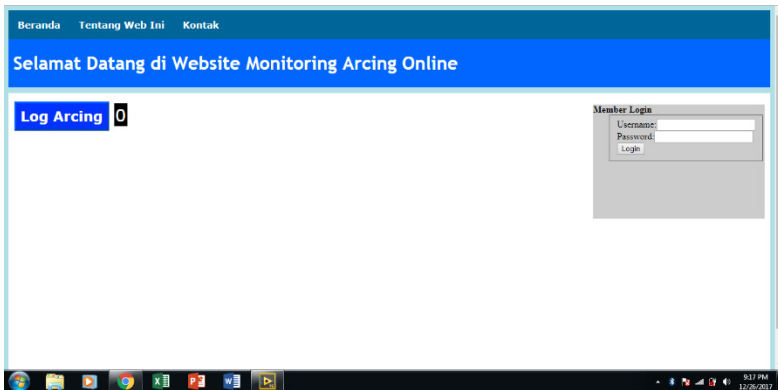 Beranda Tentang Web Ini Kontak
Selamat Datang di Website Monitoring Arcing Online
Log Arcing 0
Member Login
Username:
Password:
Login
9:17 PM
12/26/2017